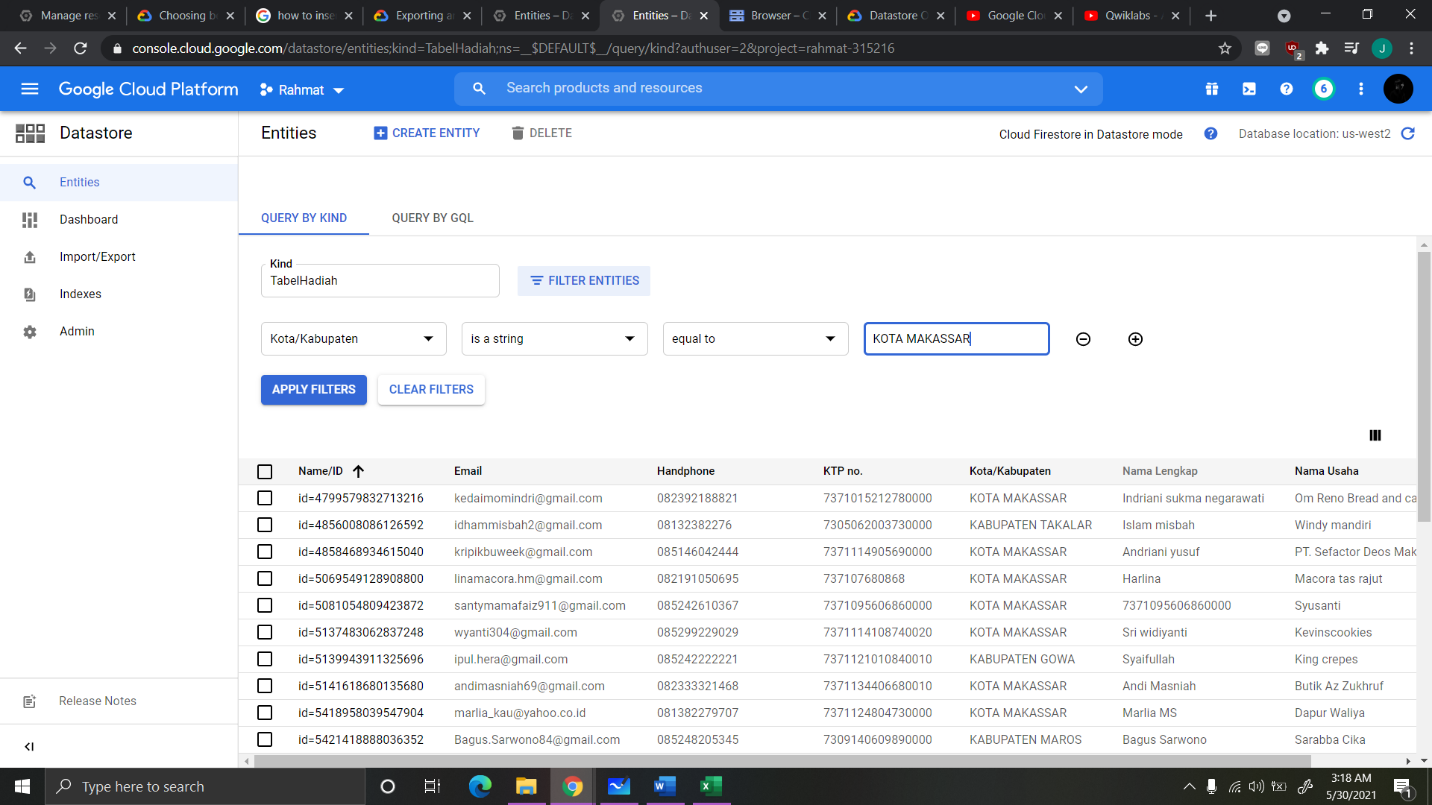 Manage res
Choosing b
how to inse
Exporting a
Entities – Da
Entities – Da
Browser – C
Datastore C
Google Clo
Qwiklabs -
console.cloud.google.com/datastore/entities;kind=TabelHadiah;ns=__$DEFAULT$__/query/kind?authuser=2&project=rahmat-315216
2
J
Google Cloud Platform
Rahmat
Search products and resources
6
Datastore
Entities
CREATE ENTITY
DELETE
Cloud Firestore in Datastore mode
Database location: us-west2
Entities
Dashboard
Import/Export
Indexes
Admin
Release Notes
QUERY BY KIND
QUERY BY GQL
Kind
TabelHadiah
FILTER ENTITIES
Kota/Kabupaten
is a string
equal to
KOTA MAKASSAR
APPLY FILTERS
CLEAR FILTERS
Name/ID Email Handphone KTP no. Kota/Kabupaten Nama Lengkap Nama Usaha
id=4799579832713216 kedaimomindri@gmail.com 082392188821 7371015212780000 KOTA MAKASSAR Indriani sukma negarawati Om Reno Bread and ca
id=4856008086126592 idhammisbah2@gmail.com 08132382276 7305062003730000 KABUPATEN TAKALAR Islam misbah Windy mandiri
id=4858468934615040 kripikbuweek@gmail.com 085146042444 7371114905690000 KOTA MAKASSAR Andriani yusuf PT. Sefactor Deos Mak
id=5069549128908800 linamacora.hm@gmail.com 082191050695 737107680868 KOTA MAKASSAR Harlina Macora tas rajut
id=5081054809423872 santymamafaiz911@gmail.com 085242610367 7371095606860000 KOTA MAKASSAR 7371095606860000 Syusanti
id=5137483062837248 wyanti304@gmail.com 085299229029 7371114108740020 KOTA MAKASSAR Sri widiyanti Kevinscookies
id=5139943911325696 ipul.hera@gmail.com 085242222221 7371121010840010 KABUPATEN GOWA Syaifullah King crepes
id=5141618680135680 andimasniah69@gmail.com 082333321468 7371134406680010 KOTA MAKASSAR Andi Masniah Butik Az Zukhruf
id=5418958039547904 marlia_kau@yahoo.co.id 081382279707 7371124804730000 KOTA MAKASSAR Marlia MS Dapur Waliya
id=5421418888036352 Bagus.Sarwono84@gmail.com 085248205345 7309140609890000 KABUPATEN MAROS Bagus Sarwono Sarabba Cika
Type here to search
3:18 AM
5/30/2021
1